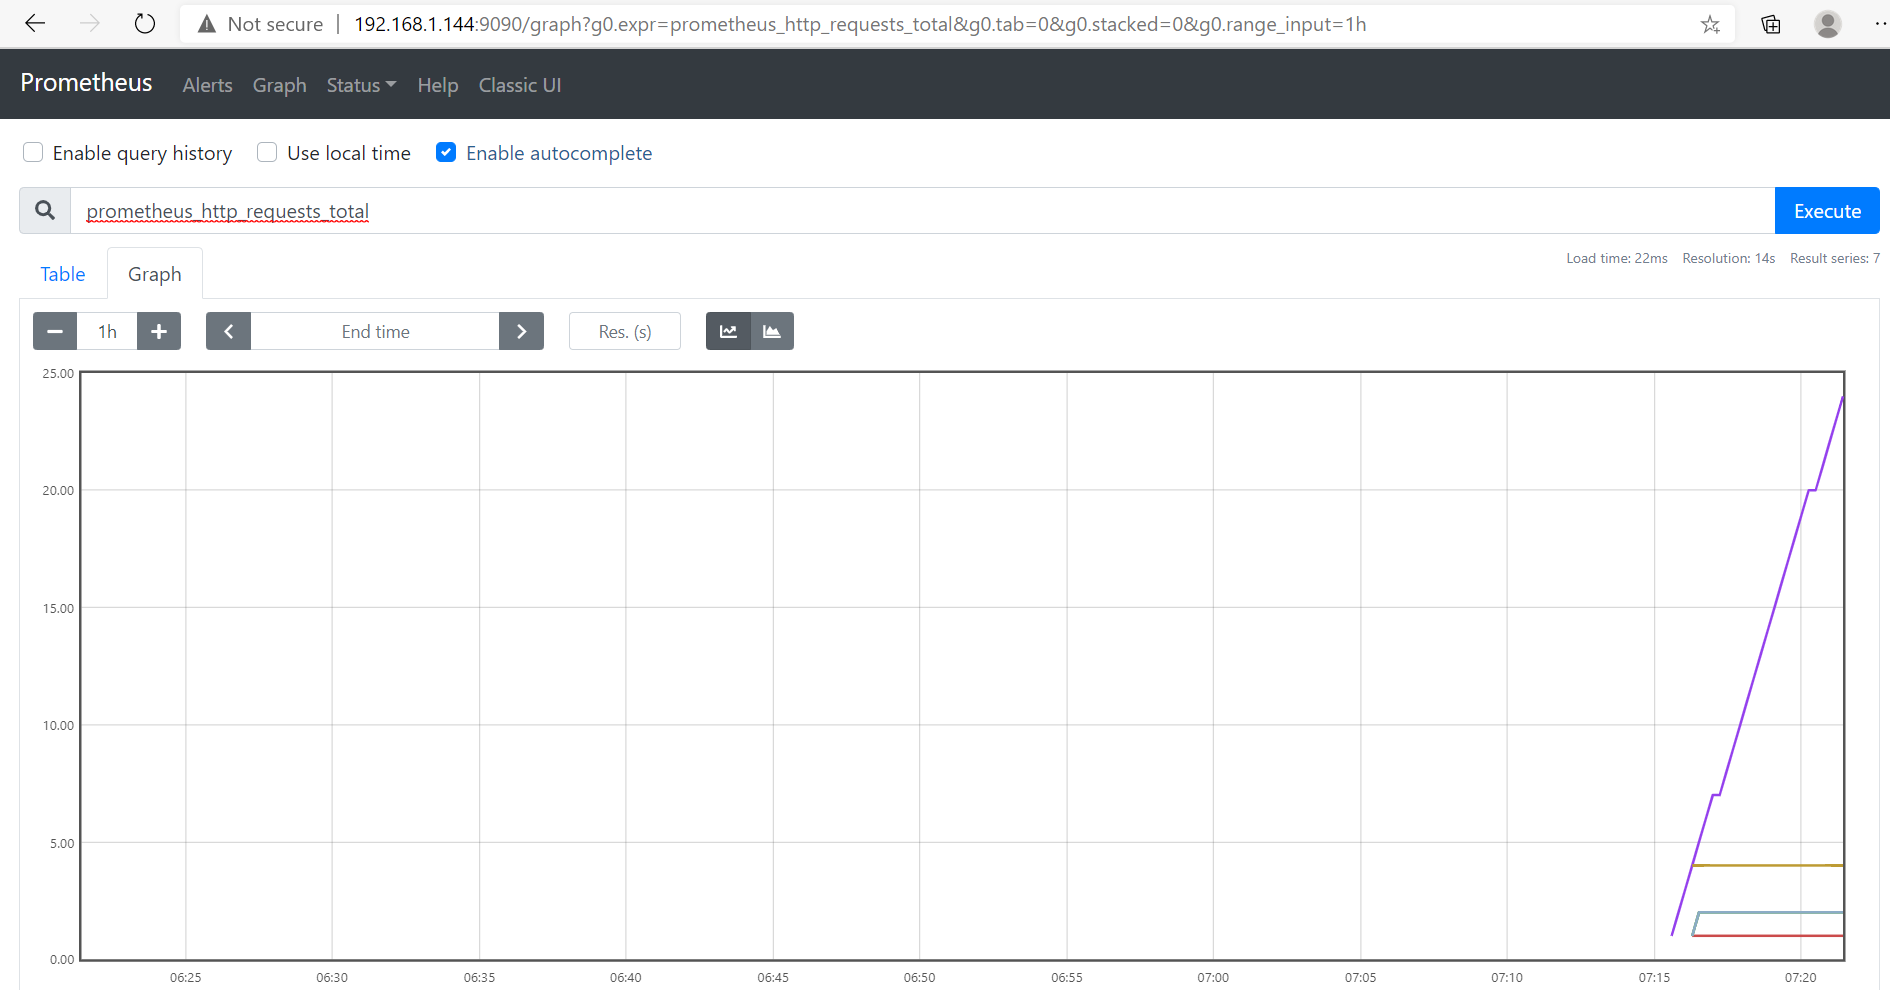 Not secure | 192.168.1.144:9090/graph?g0.expr=prometheus_http_requests_total&g0.tab=0&g0.stacked=0&g0.range_input=1h
Prometheus Alerts Graph Status Help Classic UI
Enable query history Use local time Enable autocomplete
prometheus_http_requests_total Execute
Table Graph Load time: 22ms Resolution: 14s Result series: 7
1h End time Res. (s)
25.00
20.00
15.00
10.00
5.00
0.00
06:25 06:30 06:35 06:40 06:45 06:50 06:55 07:00 07:05 07:10 07:15 07:20